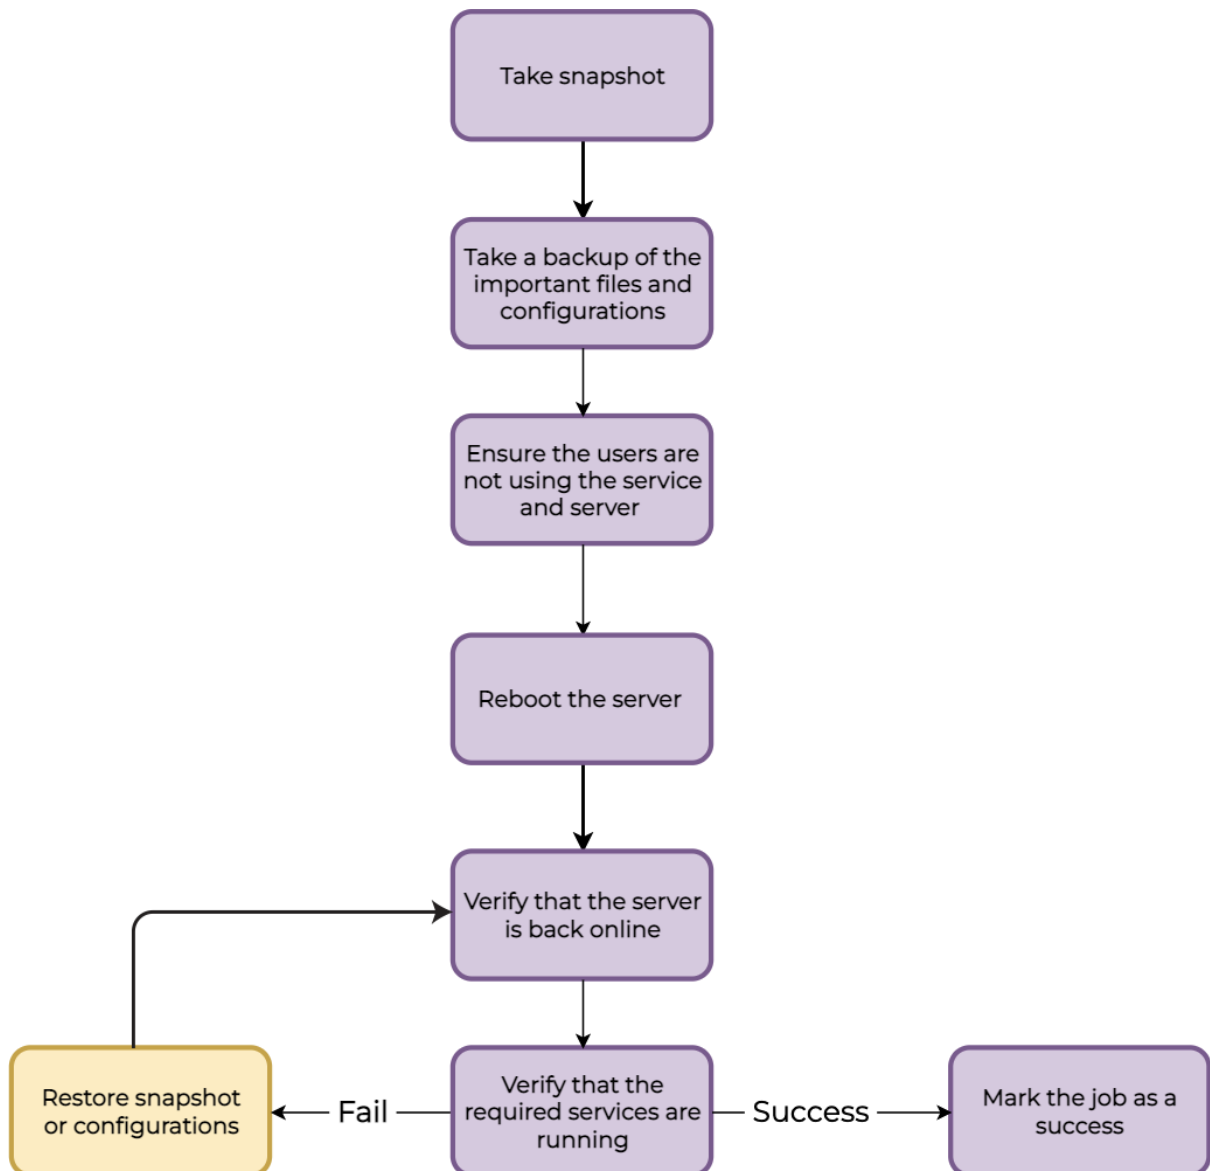 Take snapshot
Take a backup of the
important files and
configurations
Ensure the users are
not using the service
and server
Reboot the server
Verify that the server
is back online
Restore snapshot
or configurations
Fail
Verify that the
required services are
running
Success
Mark the job as a
success